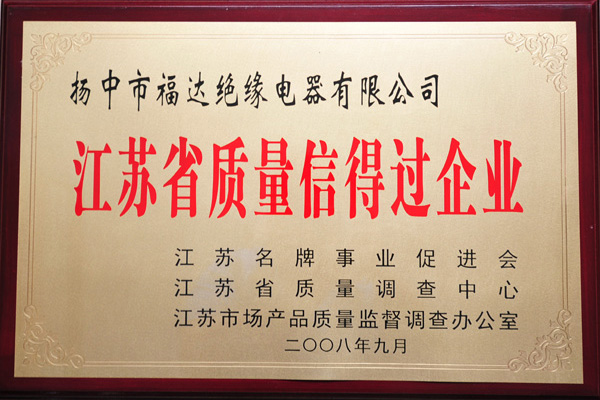 扬中市福达绝缘电器有限公司
江苏省质量信得过企业
江苏名牌事业促进会
江苏省质量调查中心
江苏市场产品质量监督调查办公室
二〇〇八年九月